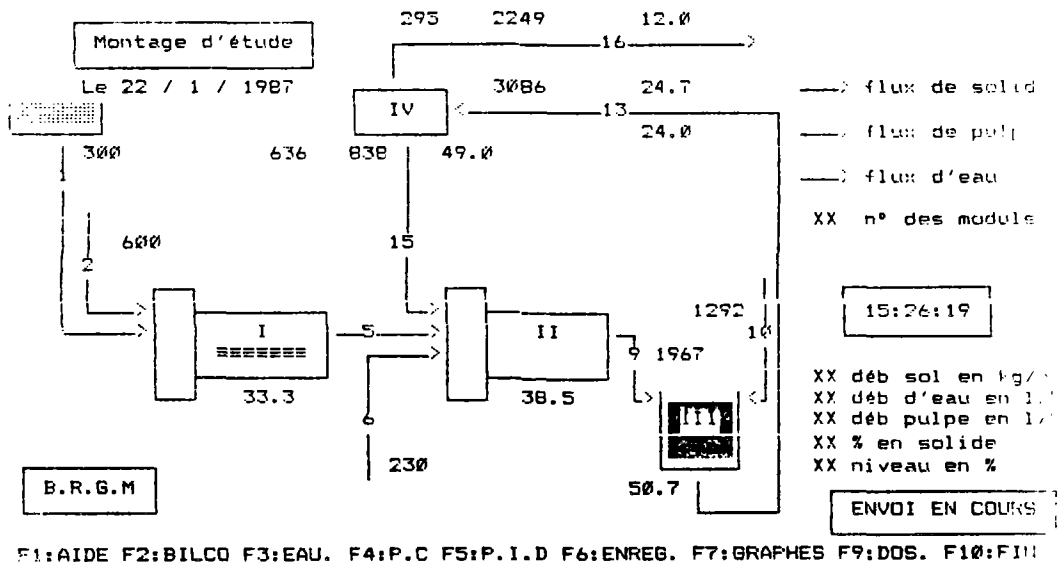 295 2249 12.0
Montage d'étude
16
Le 22 / 1 / 1987
3086 24.7
flux de solid
IV
13
300
636 838 49.0
24.0
flux de pulp
1
flux d'eau
XX n° des module
600
15
2
1292
15:26:19
I
5
II
10
9 1967
33.3
38.5
III
XX déb sol en kg/
XX déb d'eau en l/
XX déb pulpe en l/
XX % en solide
XX niveau en %
6
230
50.7
B.R.G.M
ENVOI EN COURS
F1:AIDE F2:BILCO F3:EAU. F4:P.C F5:P.I.D F6:ENREG. F7:GRAPHES F9:DOS. F10:FIN